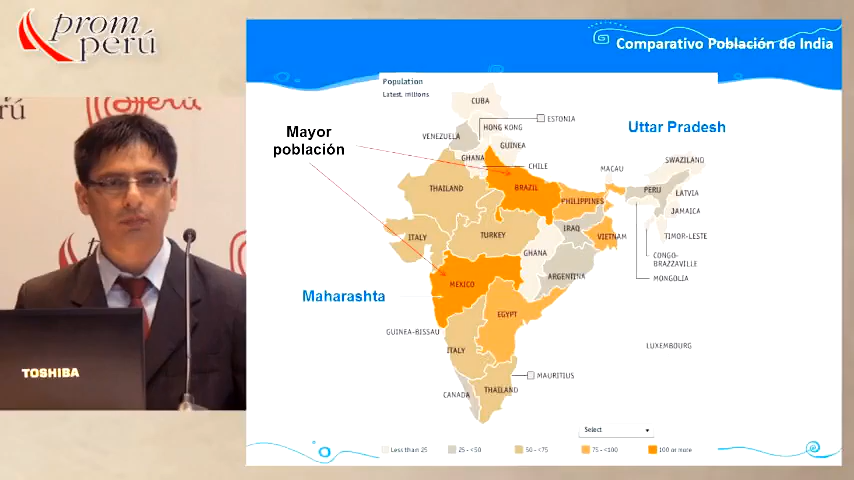 prom
perú
rú
Perú
TOSHIBA
Comparativo Población de India
Population
Latest, millions
Mayor
población
Uttar Pradesh
Maharashta
CUBA
ESTONIA
HONG KONG
VENEZUELA
GUINEA
GHANA
CHILE
MACAU
SWAZILAND
THAILAND
BRAZIL
PHILIPPINES
PERU
LATVIA
JAMAICA
ITALY
TURKEY
IRAQ
VIETNAM
TIMOR-LESTE
GHANA
CONGO-
BRAZZAVILLE
MEXICO
ARGENTINA
MONGOLIA
EGYPT
GUINEA-BISSAU
ITALY
LUXEMBOURG
MAURITIUS
CANADA
THAILAND
Select
Less than 25
25 - <50
50 - <75
75 - <100
100 or more